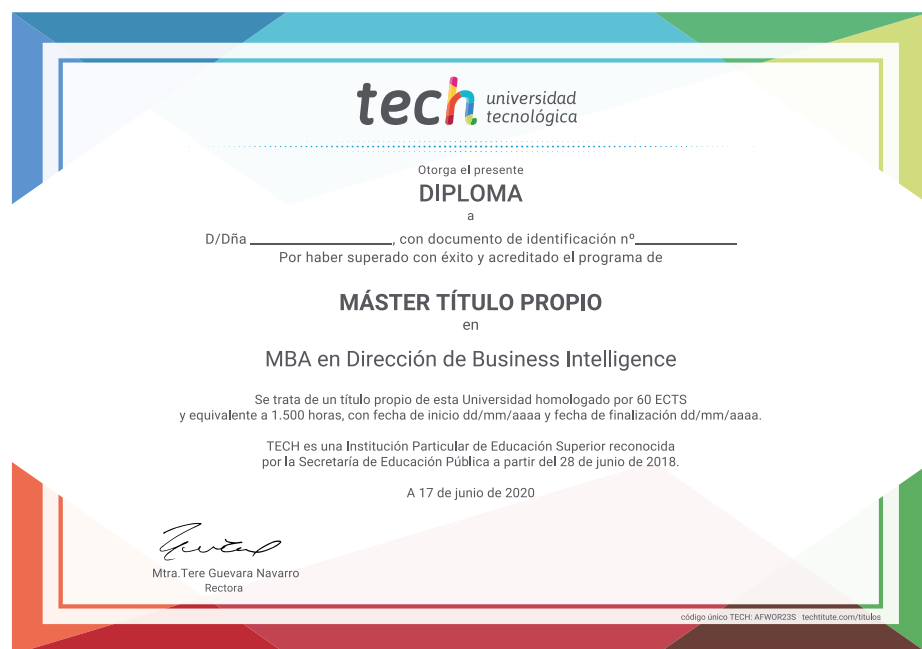 tech universidad
tecnológica
Otorga el presente
DIPLOMA
a
D/Dña ____________________, con documento de identificación nº______________
Por haber superado con éxito y acreditado el programa de
MÁSTER TÍTULO PROPIO
en
MBA en Dirección de Business Intelligence
Se trata de un título propio de esta Universidad homologado por 60 ECTS
y equivalente a 1.500 horas, con fecha de inicio dd/mm/aaaa y fecha de finalización dd/mm/aaaa.
TECH es una Institución Particular de Educación Superior reconocida
por la Secretaría de Educación Pública a partir del 28 de junio de 2018.
A 17 de junio de 2020
Mtra.Tere Guevara Navarro
Rectora
código único TECH: AFWOR23S techtitute.com/titulos